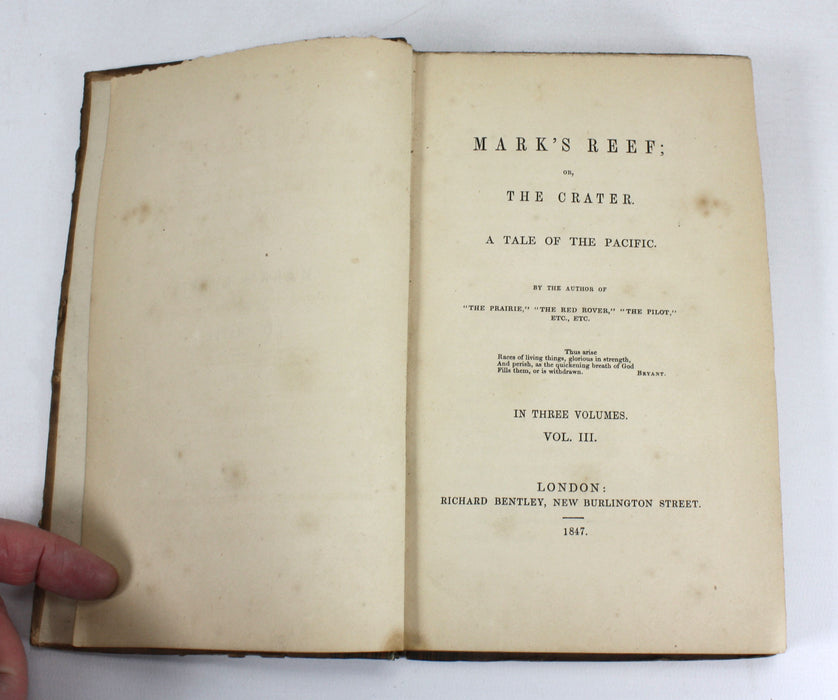 MARK'S REEF;
OR,
THE CRATER.
A TALE OF THE PACIFIC.
BY THE AUTHOR OF
"THE PRAIRIE," "THE RED ROVER," "THE PILOT,"
ETC., ETC.
Thus arise
Races of living things, glorious in strength,
And perish, as the quickening breath of God
Fills them, or is withdrawn. BRYANT.
IN THREE VOLUMES.
VOL. III.
LONDON:
RICHARD BENTLEY, NEW BURLINGTON STREET.
1847.